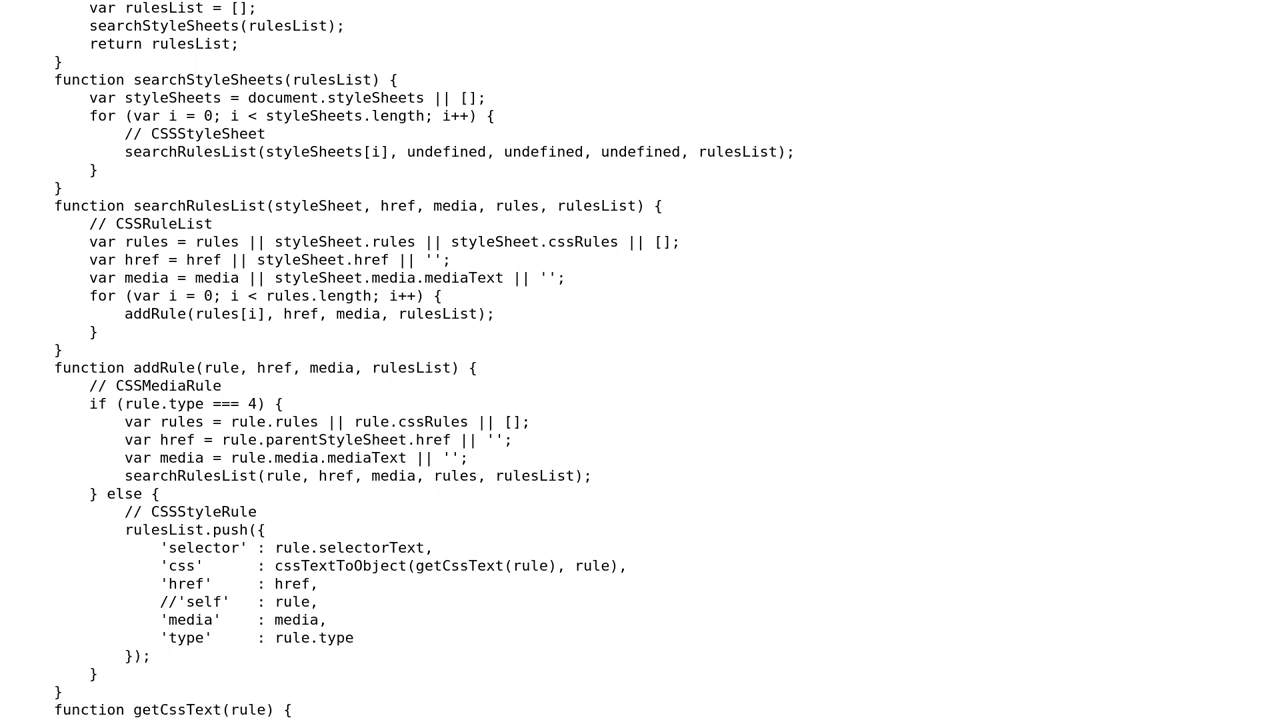 var rulesList = [];
    searchStyleSheets(rulesList);
    return rulesList;
}
function searchStyleSheets(rulesList) {
    var styleSheets = document.styleSheets || [];
    for (var i = 0; i < styleSheets.length; i++) {
        // CSSStyleSheet
        searchRulesList(styleSheets[i], undefined, undefined, undefined, rulesList);
    }
}
function searchRulesList(styleSheet, href, media, rules, rulesList) {
    // CSSRuleList
    var rules = rules || styleSheet.rules || styleSheet.cssRules || [];
    var href = href || styleSheet.href || '';
    var media = media || styleSheet.media.mediaText || '';
    for (var i = 0; i < rules.length; i++) {
        addRule(rules[i], href, media, rulesList);
    }
}
function addRule(rule, href, media, rulesList) {
    // CSSMediaRule
    if (rule.type === 4) {
        var rules = rule.rules || rule.cssRules || [];
        var href = rule.parentStyleSheet.href || '';
        var media = rule.media.mediaText || '';
        searchRulesList(rule, href, media, rules, rulesList);
    } else {
        // CSSStyleRule
        rulesList.push({
            'selector' : rule.selectorText,
            'css'      : cssTextToObject(getCssText(rule), rule),
            'href'     : href,
            //'self'   : rule,
            'media'    : media,
            'type'     : rule.type
        });
    }
}
function getCssText(rule) {